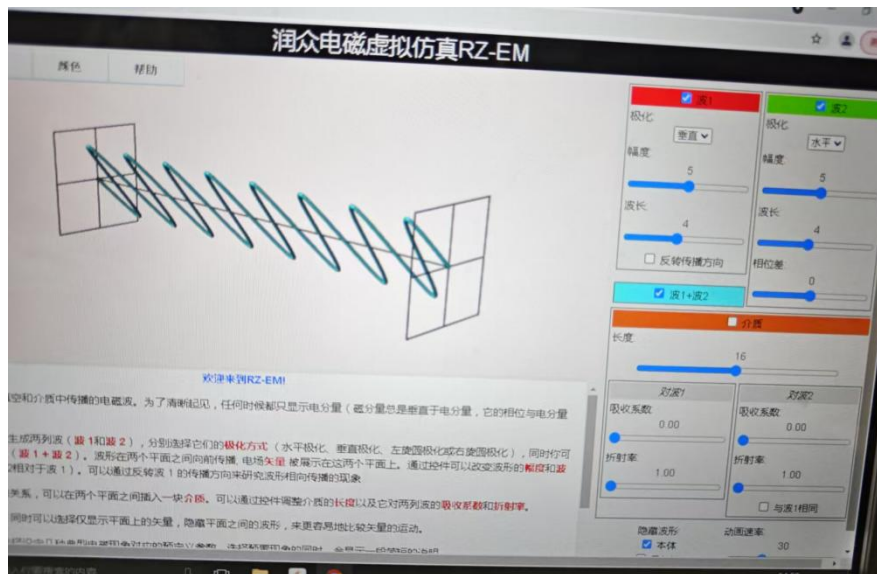 润众电磁虚拟仿真RZ-EM
颜色 帮助
波1 波2
极化: 极化:
垂直 水平
幅度: 幅度:
5 5
波长: 波长:
4 4
反转传播方向 相位差:
0
波1+波2
介质
长度:
16
对波1 对波2
吸收系数: 吸收系数:
0.00 0.00
折射率: 折射率:
1.00 1.00
与波1相同
隐藏波形: 动画速率:
本体 30
欢迎来到RZ-EM!
空和介质中传播的电磁波。为了清晰起见，任何时候都只显示电分量（磁分量总是垂直于电分量，它的相位与电分量
生成两列波（波1和波2），分别选择它们的极化方式（水平极化、垂直极化、左旋圆极化或右旋圆极化），同时你可
（波1+波2）。波形在两个平面之间向前传播，电场矢量 被展示在这两个平面上。通过控件可以改变波形的幅度和波
相对于波1）。可以通过反转波1的传播方向来研究波形相向传播的现象
关系，可以在两个平面之间插入一块介质。可以通过控件调整介质的长度以及它对两列波的吸收系数和折射率。
同时可以选择仅显示平面上的矢量，隐藏平面之间的波形，来更容易地比较矢量的运动。